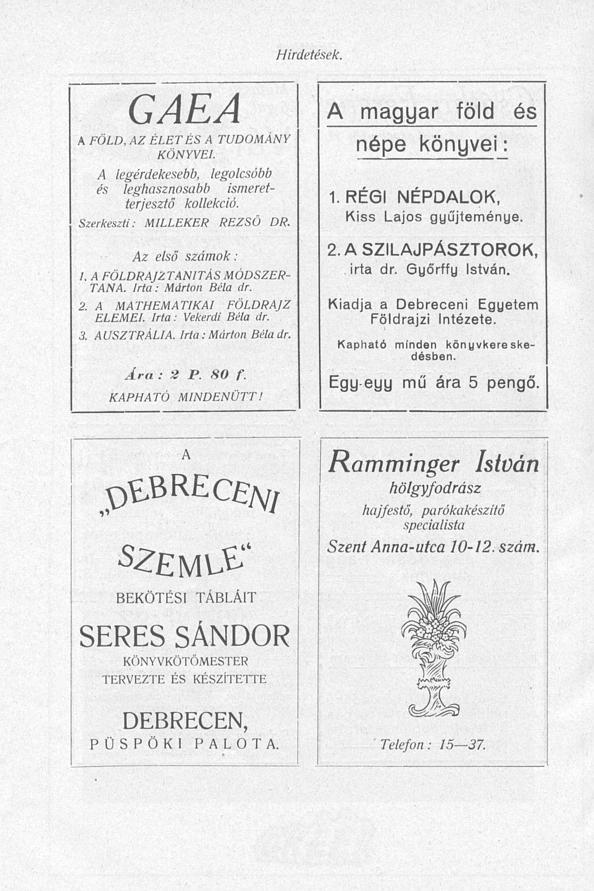 Hirdetések.
GAEA
A FÖLD, AZ ÉLET ÉS A TUDOMÁNY
KÖNYVEI.
A legérdekesebb, legolcsóbb
és leghasznosabb ismeret-
terjesztő kollekció.
Szerkeszti: MILLEKER REZSŐ DR.
Az első számok:
1. A FÖLDRAJZTANITÁS MÓDSZER-
TANA. Irta: Márton Béla dr.
2. A MATHEMATIKAI FÖLDRAJZ
ELEMEI. Irta: Vekerdi Béla dr.
3. AUSZTRÁLIA. Irta: Márton Béla dr.
Ára: 2 P. 80 f.
KAPHATÓ MINDENÜTT!
A magyar föld és
népe könyvei:
1. RÉGI NÉPDALOK,
Kiss Lajos gyűjteménye.
2. A SZILAJPÁSZTOROK,
irta dr. Győrffy István.
Kiadja a Debreceni Egyetem
Földrajzi Intézete.
Kapható minden könyvkereske-
désben.
Egy-egy mű ára 5 pengő.
A
„DEBRECENI
SZEMLE“
BEKÖTÉSI TÁBLÁIT
SERES SÁNDOR
KÖNYVKÖTŐMESTER
TERVEZTE ÉS KÉSZÍTETTE
DEBRECEN,
PÜSPÖKI PALOTA.
Ramminger István
hölgyfodrász
hajfestő, parókakészítő
specialista
Szent Anna-utca 10-12. szám.
Telefon: 15—37.